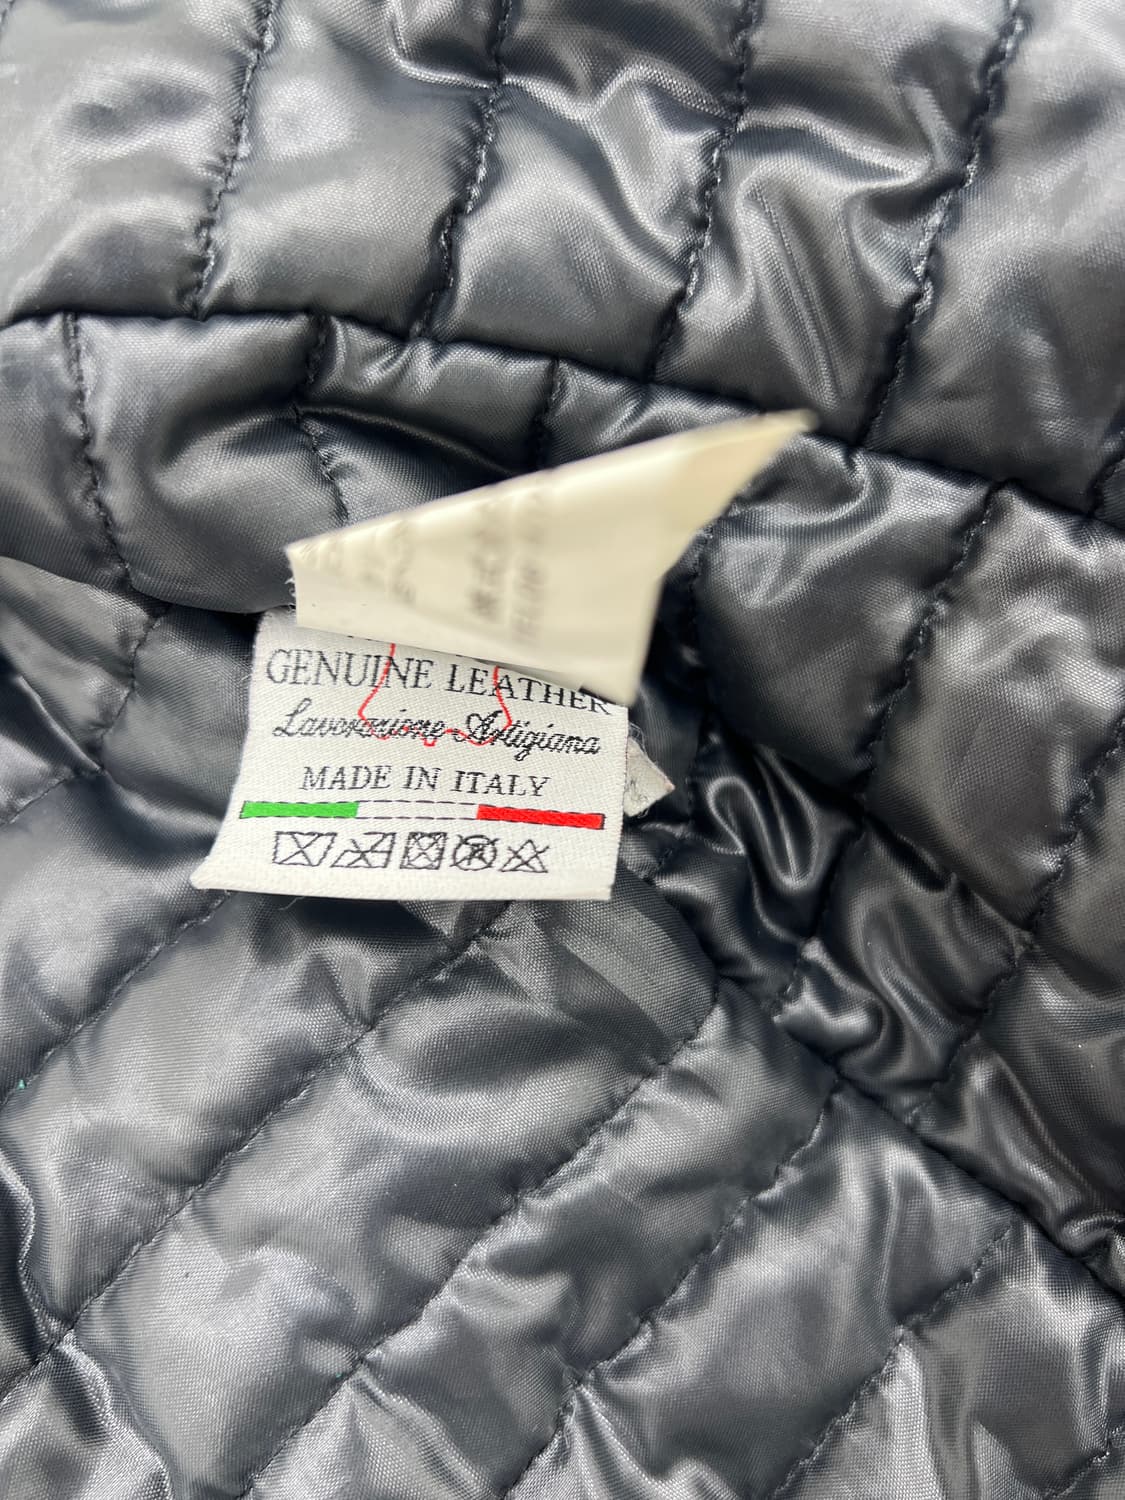 GENUINE LEATHER
Lavorazione Artigiana
MADE IN ITALY